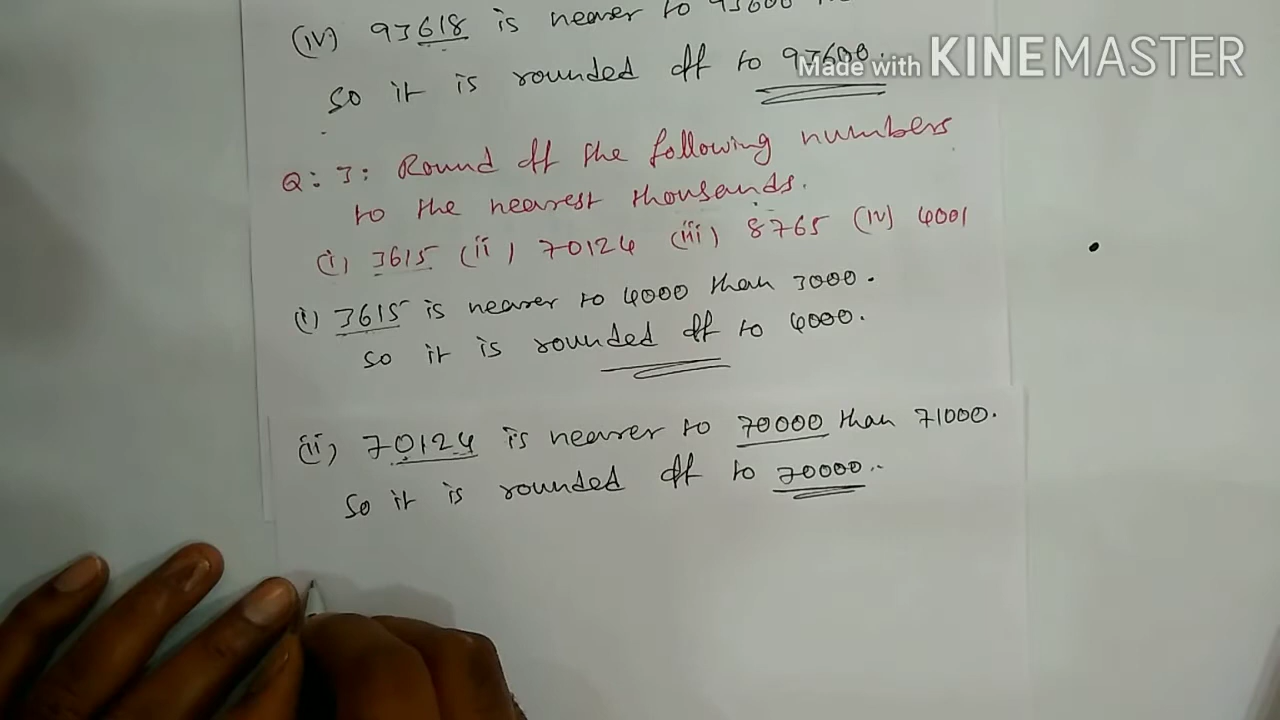 (iv) 93618 is nearer to 93600
so it is rounded off to 93600.
Made with KINEMASTER
Q: 3: Round off the following numbers
to the nearest thousands.
(i) 3615 (ii) 70124 (iii) 8765 (iv) 4001
(i) 3615 is nearer to 4000 than 3000.
so it is rounded off to 4000.
(ii) 70124 is nearer to 70000 than 71000.
So it is rounded off to 70000.